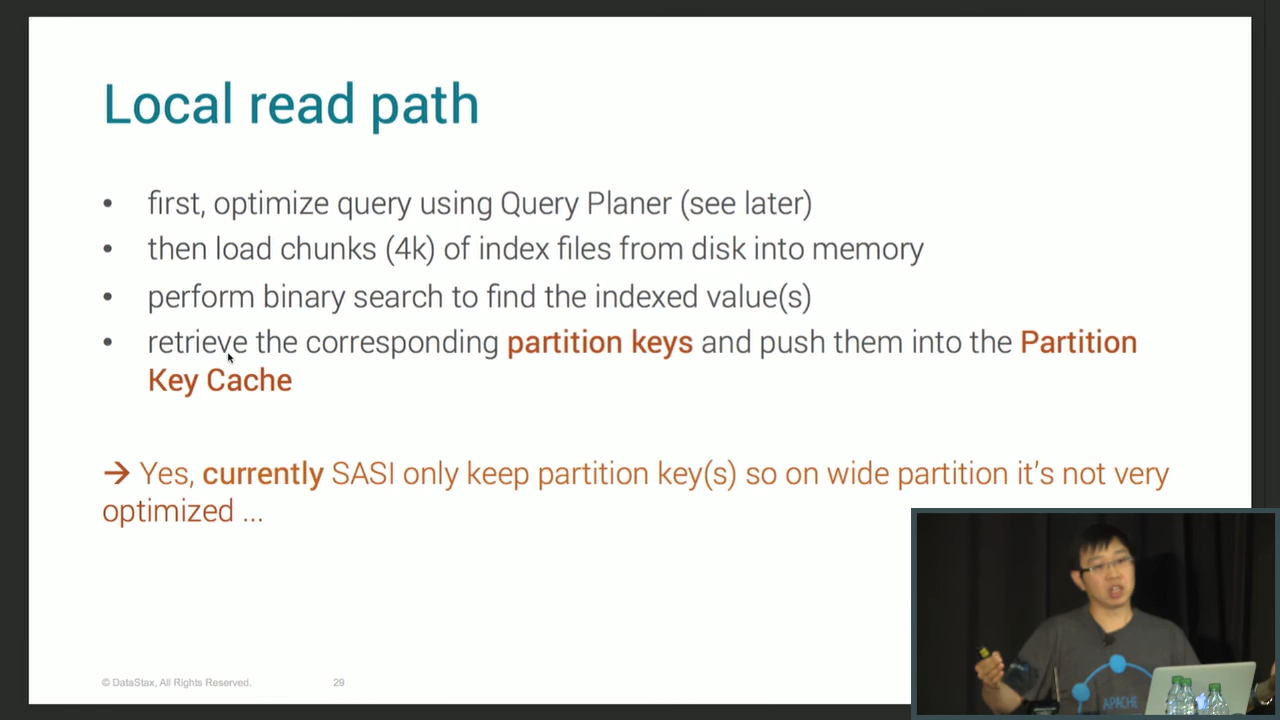 Local read path
• first, optimize query using Query Planer (see later)
• then load chunks (4k) of index files from disk into memory
• perform binary search to find the indexed value(s)
• retrieve the corresponding partition keys and push them into the Partition
Key Cache
→ Yes, currently SASI only keep partition key(s) so on wide partition it’s not very
optimized ...
© DataStax, All Rights Reserved.
29
APACHE